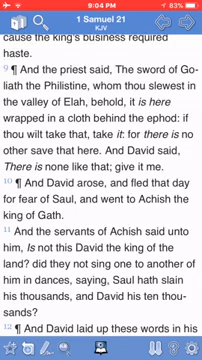 9:04 PM
83%
1 Samuel 21
KJV
cause the king's business required
haste.
9 ¶ And the priest said, The sword of Go-
liath the Philistine, whom thou slewest in
the valley of Elah, behold, it is here
wrapped in a cloth behind the ephod: if
thou wilt take that, take it: for there is no
other save that here. And David said,
There is none like that; give it me.
10 ¶ And David arose, and fled that day
for fear of Saul, and went to Achish the
king of Gath.
11 And the servants of Achish said unto
him, Is not this David the king of the
land? did they not sing one to another of
him in dances, saying, Saul hath slain
his thousands, and David his ten thou-
sands?
12 ¶ And David laid up these words in his